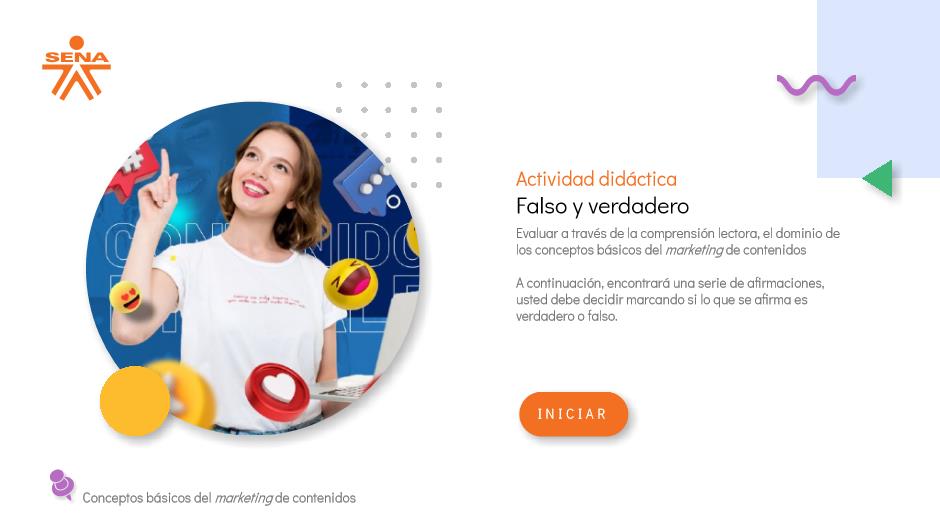 SENA
Actividad didáctica
Falso y verdadero
Evaluar a través de la comprensión lectora, el dominio de
los conceptos básicos del marketing de contenidos
A continuación, encontrará una serie de afirmaciones,
usted debe decidir marcando si lo que se afirma es
verdadero o falso.
INICIAR
Conceptos básicos del marketing de contenidos